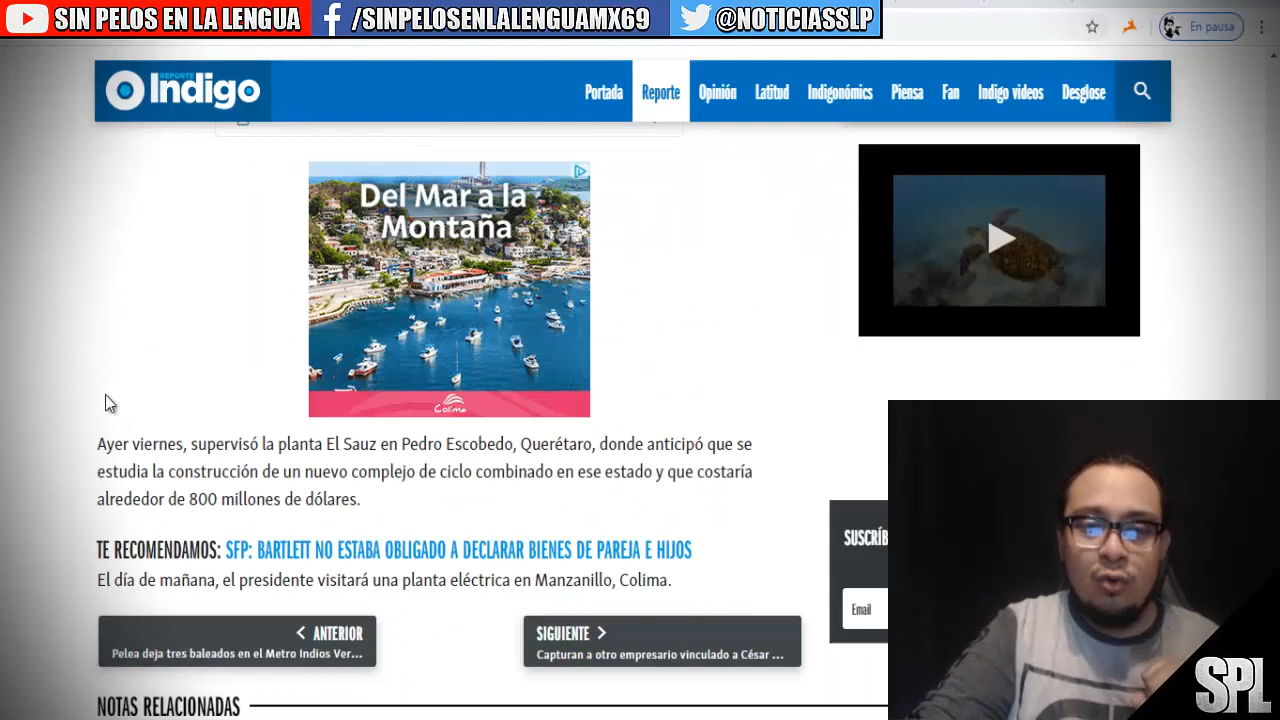 SIN PELOS EN LA LENGUA
/SINPELOSENLALENGUAMX69
@NOTICIASSLP
En pausa
REPORTE
Indigo
Portada
Reporte
Opinión
Latitud
Indigonómics
Piensa
Fan
Indigo videos
Desglose
Del Mar a la
Montaña
Colima
Ayer viernes, supervisó la planta El Sauz en Pedro Escobedo, Querétaro, donde anticipó que se
estudia la construcción de un nuevo complejo de ciclo combinado en ese estado y que costaría
alrededor de 800 millones de dólares.
TE RECOMENDAMOS: SFP: BARTLETT NO ESTABA OBLIGADO A DECLARAR BIENES DE PAREJA E HIJOS
El día de mañana, el presidente visitará una planta eléctrica en Manzanillo, Colima.
SUSCRÍB
Email
< ANTERIOR
Pelea deja tres baleados en el Metro Indios Ver...
SIGUIENTE >
Capturan a otro empresario vinculado a César ...
NOTAS RELACIONADAS
SPL